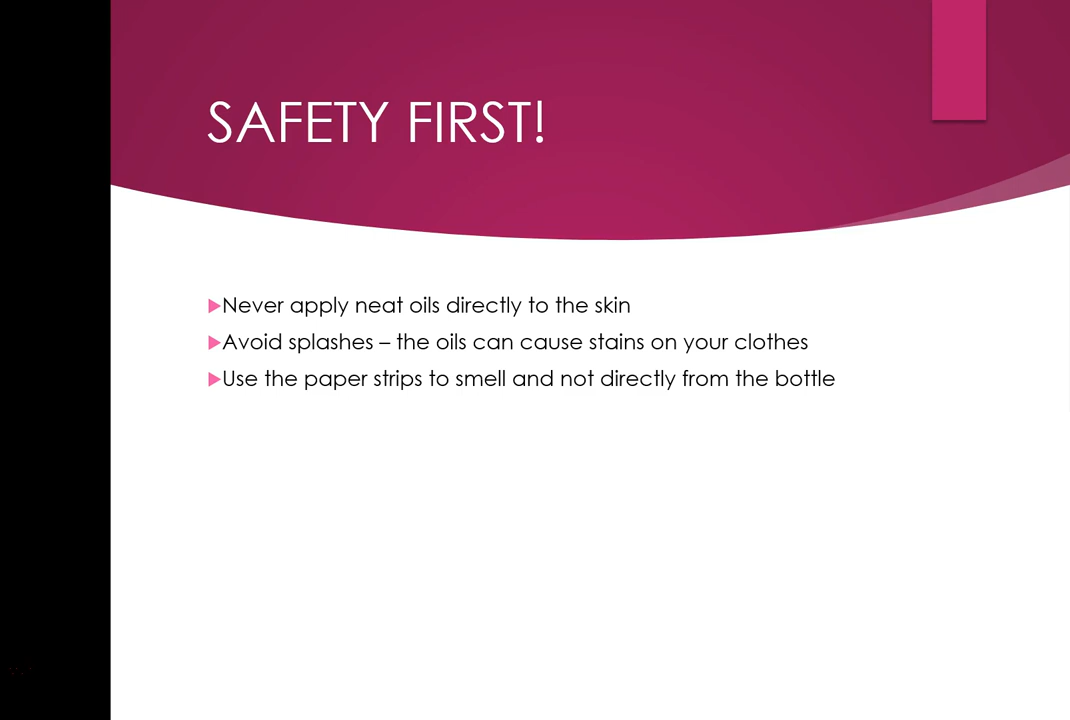 SAFETY FIRST!
Never apply neat oils directly to the skin
Avoid splashes – the oils can cause stains on your clothes
Use the paper strips to smell and not directly from the bottle